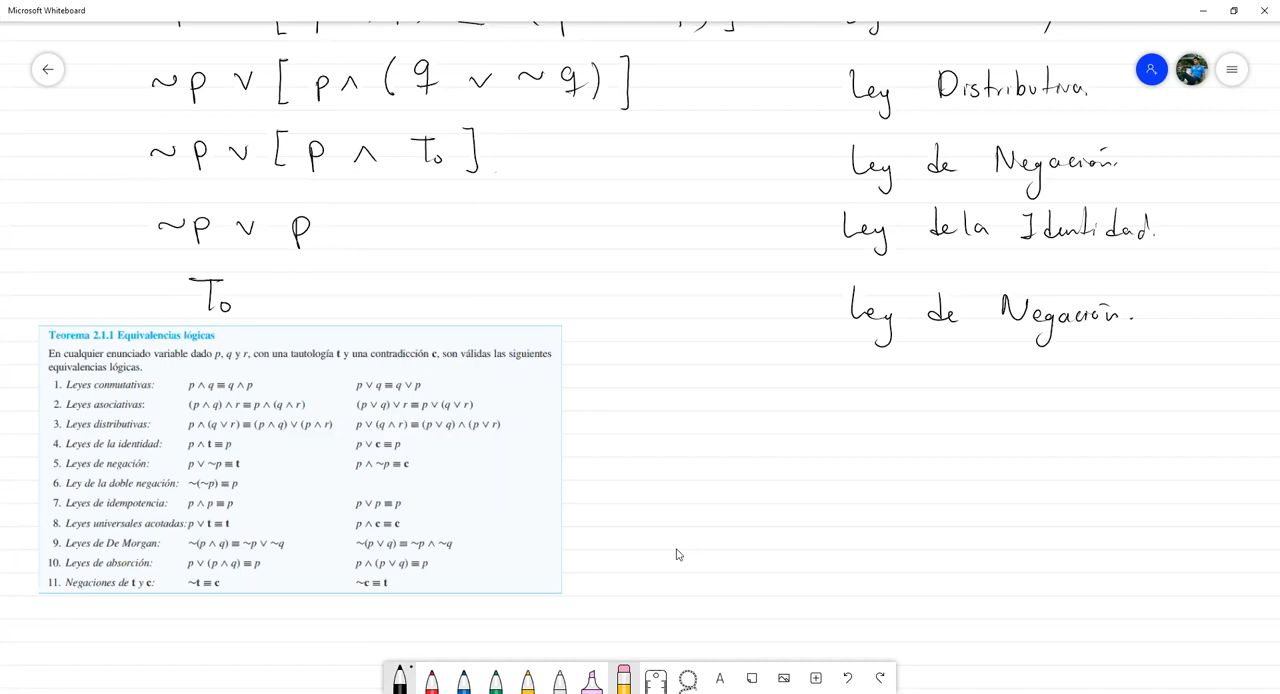 Microsoft Whiteboard
~p ∨ [ p ∧ ( q ∨ ~q ) ] Ley Distributiva.
~p ∨ [ p ∧ T₀ ] Ley de Negación.
~p ∨ p Ley de la Identidad.
T₀ Ley de Negación.
Teorema 2.1.1 Equivalencias lógicas
En cualquier enunciado variable dado p, q y r, con una tautología t y una contradicción c, son válidas las siguientes
equivalencias lógicas.
1. Leyes conmutativas: p ∧ q ≡ q ∧ p p ∨ q ≡ q ∨ p
2. Leyes asociativas: (p ∧ q) ∧ r ≡ p ∧ (q ∧ r) (p ∨ q) ∨ r ≡ p ∨ (q ∨ r)
3. Leyes distributivas: p ∧ (q ∨ r) ≡ (p ∧ q) ∨ (p ∧ r) p ∨ (q ∧ r) ≡ (p ∨ q) ∧ (p ∨ r)
4. Leyes de la identidad: p ∧ t ≡ p p ∨ c ≡ p
5. Leyes de negación: p ∨ ~p ≡ t p ∧ ~p ≡ c
6. Ley de la doble negación: ~(~p) ≡ p
7. Leyes de idempotencia: p ∧ p ≡ p p ∨ p ≡ p
8. Leyes universales acotadas: p ∨ t ≡ t p ∧ c ≡ c
9. Leyes de De Morgan: ~(p ∧ q) ≡ ~p ∨ ~q ~(p ∨ q) ≡ ~p ∧ ~q
10. Leyes de absorción: p ∨ (p ∧ q) ≡ p p ∧ (p ∨ q) ≡ p
11. Negaciones de t y c: ~t ≡ c ~c ≡ t
A